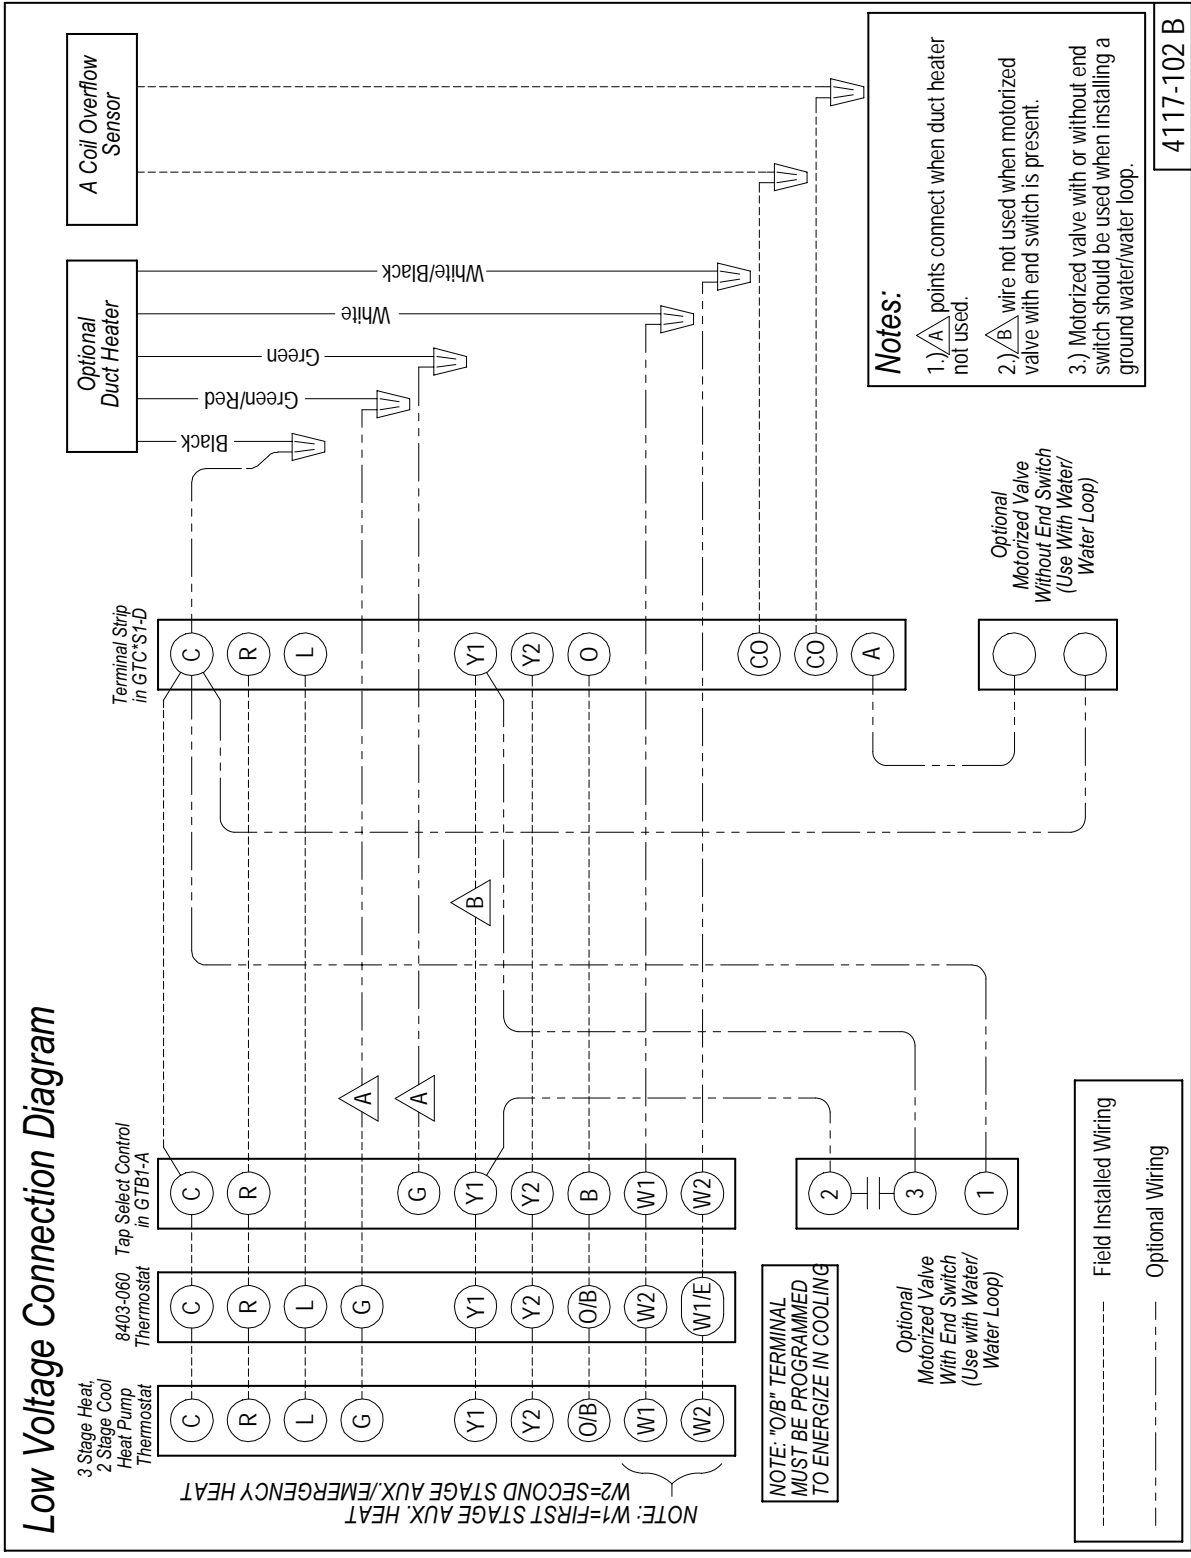 Low Voltage Connection Diagram
3 Stage Heat,
2 Stage Cool
Heat Pump
Thermostat
C
R
L
G
Y1
Y2
O/B
W1
W2
NOTE: W1=FIRST STAGE AUX. HEAT
W2=SECOND STAGE AUX./EMERGENCY HEAT
8403-060
Thermostat
C
R
L
G
Y1
Y2
O/B
W2
W1/E
Tap Select Control
in GTB1-A
C
R
G
Y1
Y2
B
W1
W2
A
A
B
Terminal Strip
in GTC*S1-D
C
R
L
Y1
Y2
O
CO
CO
A
Optional
Duct Heater
Black
Green/Red
Green
White
White/Black
A Coil Overflow
Sensor
NOTE: "O/B" TERMINAL
MUST BE PROGRAMMED
TO ENERGIZE IN COOLING
Optional
Motorized Valve
With End Switch
(Use with Water/
Water Loop)
2
3
1
Optional
Motorized Valve
Without End Switch
(Use With Water/
Water Loop)
Notes:
1.) A points connect when duct heater
not used.
2.) B wire not used when motorized
valve with end switch is present.
3.) Motorized valve with or without end
switch should be used when installing a
ground water/water loop.
Field Installed Wiring
Optional Wiring
4117-102 B